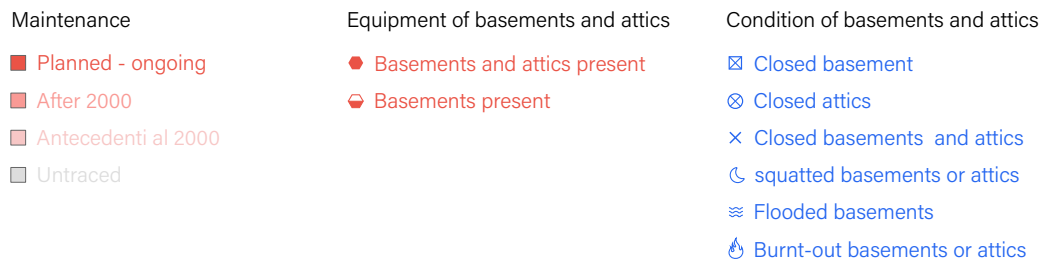 Maintenance
Planned - ongoing
After 2000
Antecedenti al 2000
Untraced
Equipment of basements and attics
Basements and attics present
Basements present
Condition of basements and attics
Closed basement
Closed attics
Closed basements  and attics
squatted basements or attics
Flooded basements
Burnt-out basements or attics